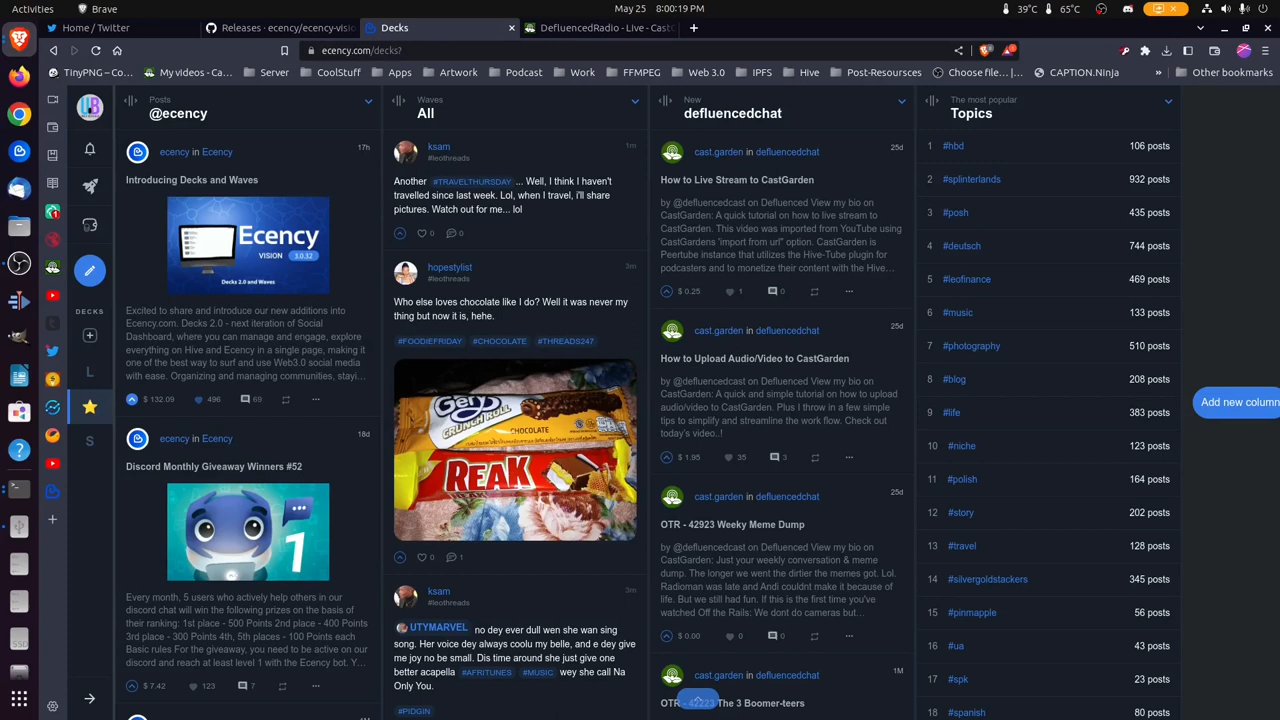 Activities
Brave
May 25 8:00:19 PM
39°C
65°C
Home / Twitter
Releases · ecency/ecency-visi
Decks
DefluencedRadio - Live - CastG
ecency.com/decks?
TinyPNG – Co...
My videos - Ca...
Server
CoolStuff
Apps
Artwork
Podcast
Work
FFMPEG
Web 3.0
IPFS
Hive
Post-Resoursces
Choose file...
CAPTION.Ninja
Other bookmarks
DECKS
L
S
Posts
@ecency
ecency in Ecency
17h
Introducing Decks and Waves
Ecency
VISION 3.0.32
Decks 2.0 and Waves
Excited to share and introduce our new additions into
Ecency.com. Decks 2.0 - next iteration of Social
Dashboard, where you can manage and engage, explore
everything on Hive and Ecency in a single page, making it
one of the best way to surf and use Web3.0 social media
with ease. Organizing and managing communities, stayi...
$ 132.09 496 69
ecency in Ecency
18d
Discord Monthly Giveaway Winners #52
1
Every month, 5 users who actively help others in our
discord chat will win the following prizes on the basis of
their ranking: 1st place - 500 Points 2nd place - 400 Points
3rd place - 300 Points 4th, 5th places - 100 Points each
Basic rules For the giveaway, you need to be active on our
discord and reach at least level 1 with the Ecency bot. Y...
$ 7.42 123 7
Waves
All
ksam
1m
#leothreads
Another #TRAVELTHURSDAY ... Well, I think I haven't
travelled since last week. Lol, when I travel, i'll share
pictures. Watch out for me... lol
0 0
hopestylist
3m
#leothreads
Who else loves chocolate like I do? Well it was never my
thing but now it is, hehe.
#FOODIEFRIDAY #CHOCOLATE #THREADS247
Gery
CRUNCH ROLL
CHOCOLATE
REAK
0 1
ksam
3m
#leothreads
UTYMARVEL no dey ever dull wen she wan sing
song. Her voice dey always coolu my belle, and e dey give
me joy no be small. Dis time around she just give one
better acapella #AFRITUNES #MUSIC wey she call Na
Only You.
#PIDGIN
New
defluencedchat
cast.garden in defluencedchat
25d
How to Live Stream to CastGarden
by @defluencedcast on Defluenced View my bio on
CastGarden: A quick tutorial on how to live stream to
CastGarden. This video was imported from YouTube using
CastGardens 'import from url" option. CastGarden is
Peertube instance that utilizes the Hive-Tube plugin for
podcasters and to monetize their content with the Hive...
$ 0.25 1 0
cast.garden in defluencedchat
25d
How to Upload Audio/Video to CastGarden
by @defluencedcast on Defluenced View my bio on
CastGarden: A quick and simple tutorial on how to upload
audio/video to CastGarden. Plus I throw in a few simple
tips to simplify and streamline the work flow. Check out
today's video..!
$ 1.95 35 3
cast.garden in defluencedchat
25d
OTR - 42923 Weeky Meme Dump
by @defluencedcast on Defluenced View my bio on
CastGarden: Just your weekly conversation & meme
dump. The longer we went the dirtier the memes got. Lol.
Radioman was late and Andi couldnt make it because of
life. But we still had fun. If this is the first time you've
watched Off the Rails: We dont do cameras but...
$ 0.00 0 0
cast.garden in defluencedchat
1M
OTR - 42223 The 3 Boomer-teers
The most popular
Topics
1 #hbd 106 posts
2 #splinterlands 932 posts
3 #posh 435 posts
4 #deutsch 744 posts
5 #leofinance 469 posts
6 #music 133 posts
7 #photography 510 posts
8 #blog 208 posts
9 #life 383 posts
10 #niche 123 posts
11 #polish 164 posts
12 #story 202 posts
13 #travel 128 posts
14 #silvergoldstackers 345 posts
15 #pinmapple 56 posts
16 #ua 43 posts
17 #spk 23 posts
18 #spanish 80 posts
Add new column